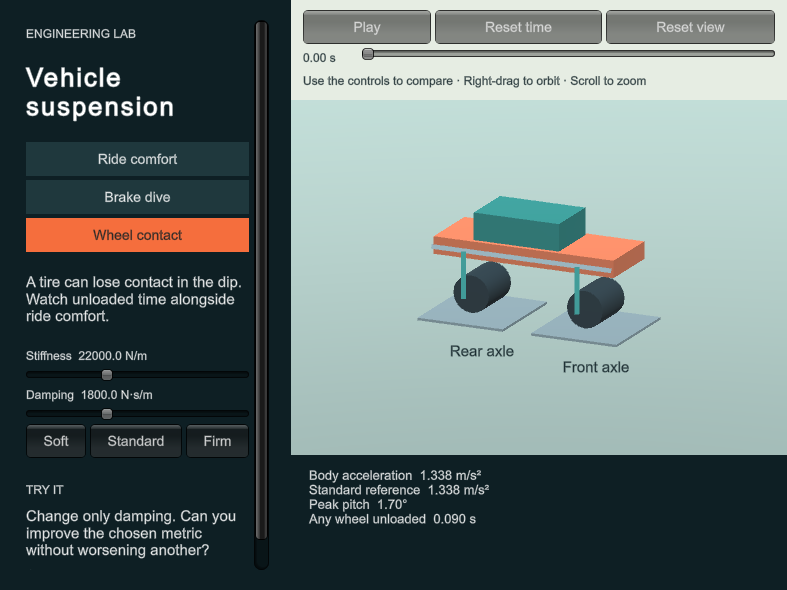 ENGINEERING LAB
Vehicle
suspension
Ride comfort
Brake dive
Wheel contact
A tire can lose contact in the dip.
Watch unloaded time alongside
ride comfort.
Stiffness 22000.0 N/m
Damping 1800.0 N·s/m
Soft Standard Firm
TRY IT
Change only damping. Can you
improve the chosen metric
without worsening another?
Play Reset time Reset view
0.00 s
Use the controls to compare · Right-drag to orbit · Scroll to zoom
Rear axle
Front axle
Body acceleration 1.338 m/s²
Standard reference 1.338 m/s²
Peak pitch 1.70°
Any wheel unloaded 0.090 s